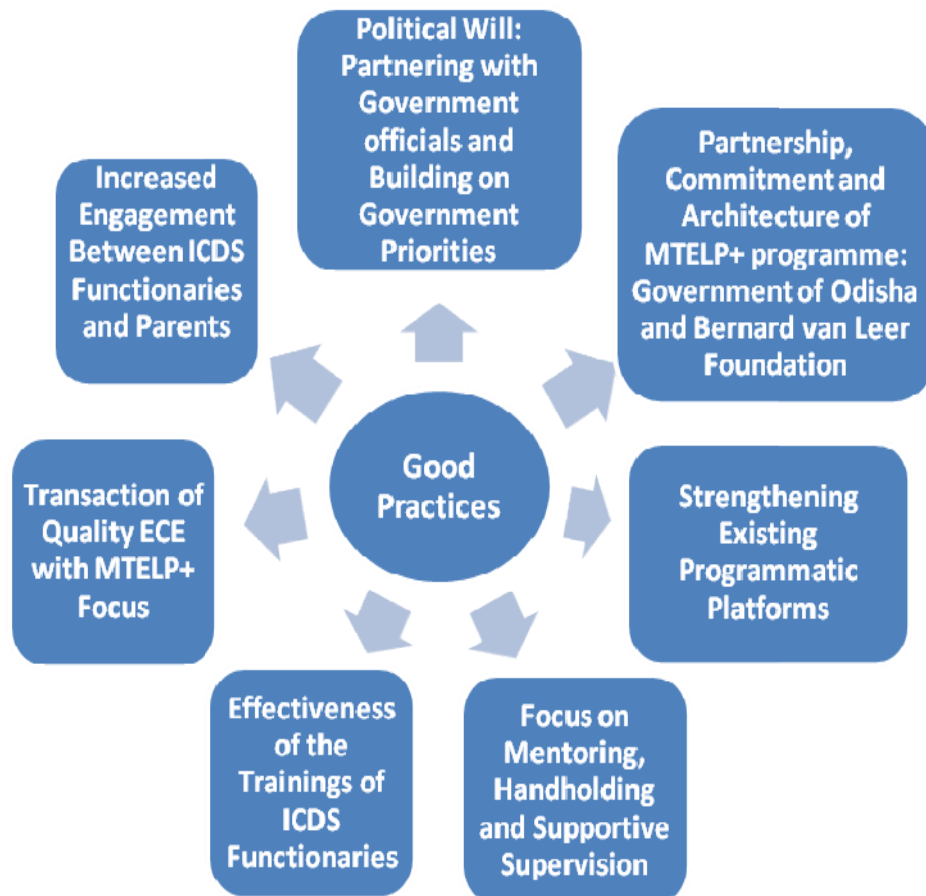 Political Will:
Partnering with
Government
officials and
Building on
Government
Priorities
Partnership,
Commitment and
Architecture of
MTELP+ programme:
Government of Odisha
and Bernard van Leer
Foundation
Strengthening
Existing
Programmatic
Platforms
Focus on
Mentoring,
Handholding
and Supportive
Supervision
Effectiveness
of the
Trainings of
ICDS
Functionaries
Transaction of
Quality ECE
with MTELP+
Focus
Increased
Engagement
Between ICDS
Functionaries
and Parents
Good
Practices